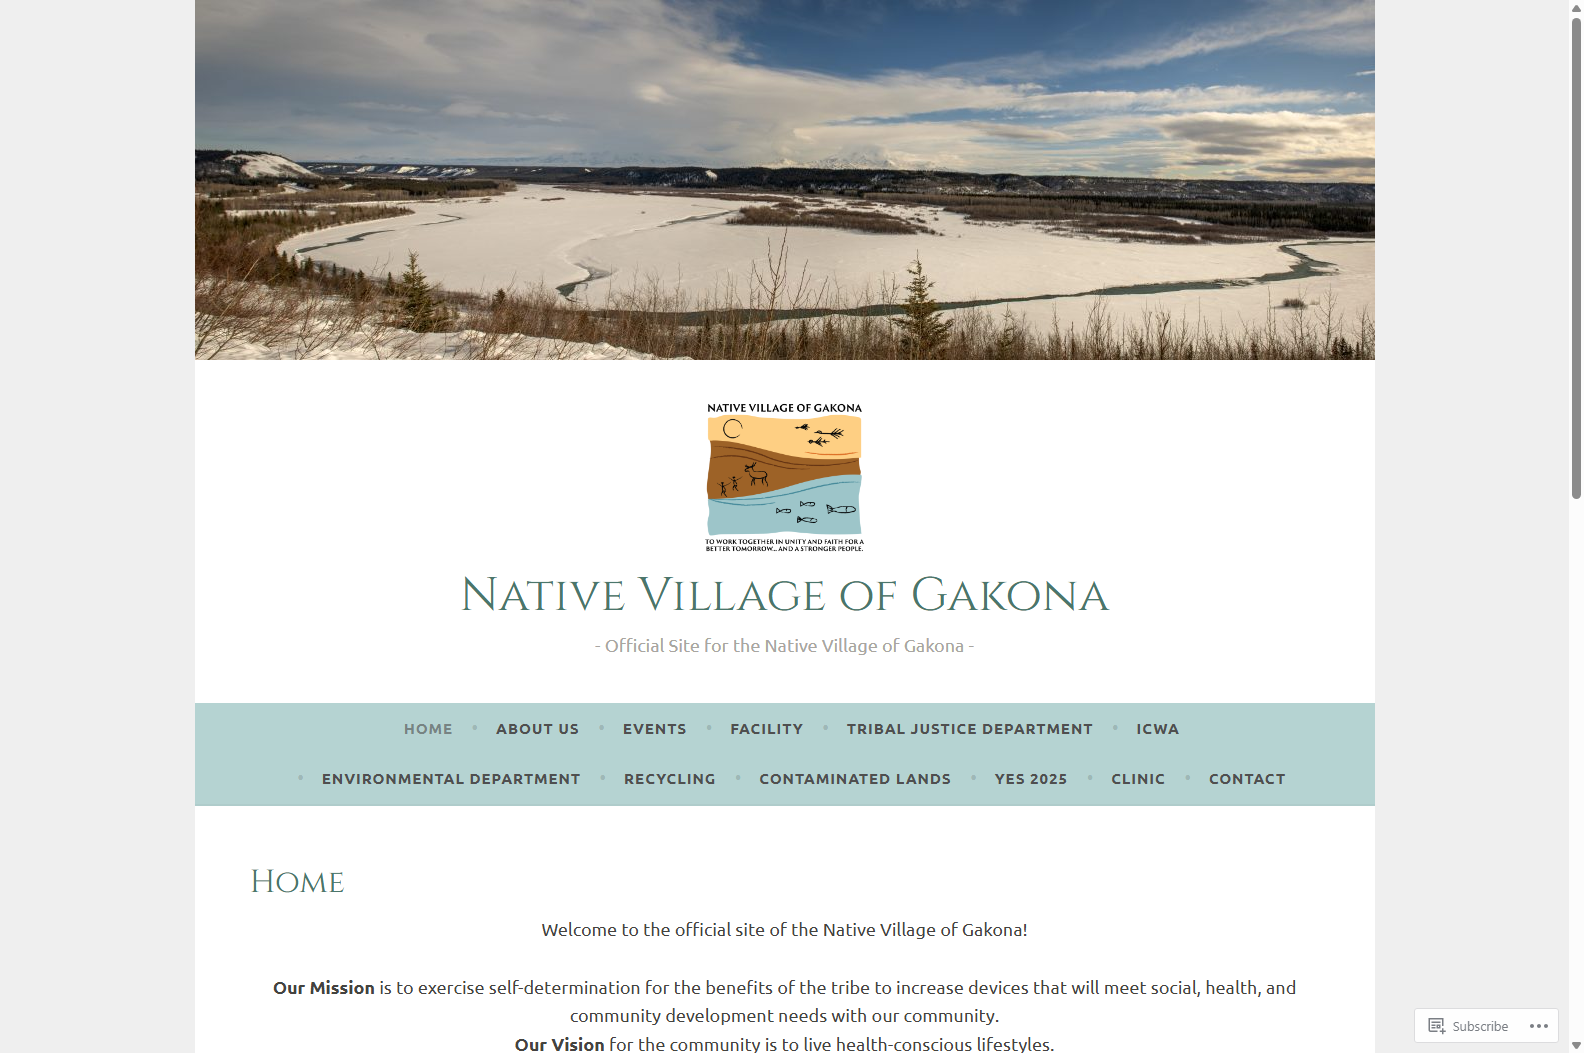 NATIVE VILLAGE OF GAKONA
TO WORK TOGETHER IN UNITY AND FAITH FOR A
BETTER TOMORROW... AND A STRONGER PEOPLE.
Native Village of Gakona
- Official Site for the Native Village of Gakona -
HOME • ABOUT US • EVENTS • FACILITY • TRIBAL JUSTICE DEPARTMENT • ICWA
• ENVIRONMENTAL DEPARTMENT • RECYCLING • CONTAMINATED LANDS • YES 2025 • CLINIC • CONTACT
Home
Welcome to the official site of the Native Village of Gakona!
Our Mission is to exercise self-determination for the benefits of the tribe to increase devices that will meet social, health, and
community development needs with our community.
Our Vision for the community is to live health-conscious lifestyles.
Subscribe